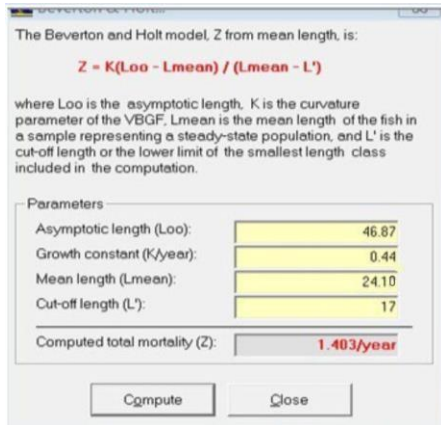 The Beverton and Holt model, Z from mean length, is:
Z = K(Loo - Lmean) / (Lmean - L')
where Loo is the asymptotic length, K is the curvature
parameter of the VBGF, Lmean is the mean length of the fish in
a sample representing a steady-state population, and L' is the
cut-off length or the lower limit of the smallest length class
included in the computation.
Parameters
Asymptotic length (Loo): 46.87
Growth constant (K/year): 0.44
Mean length (Lmean): 24.10
Cut-off length (L'): 17
Computed total mortality (Z): 1.403/year
Compute Close